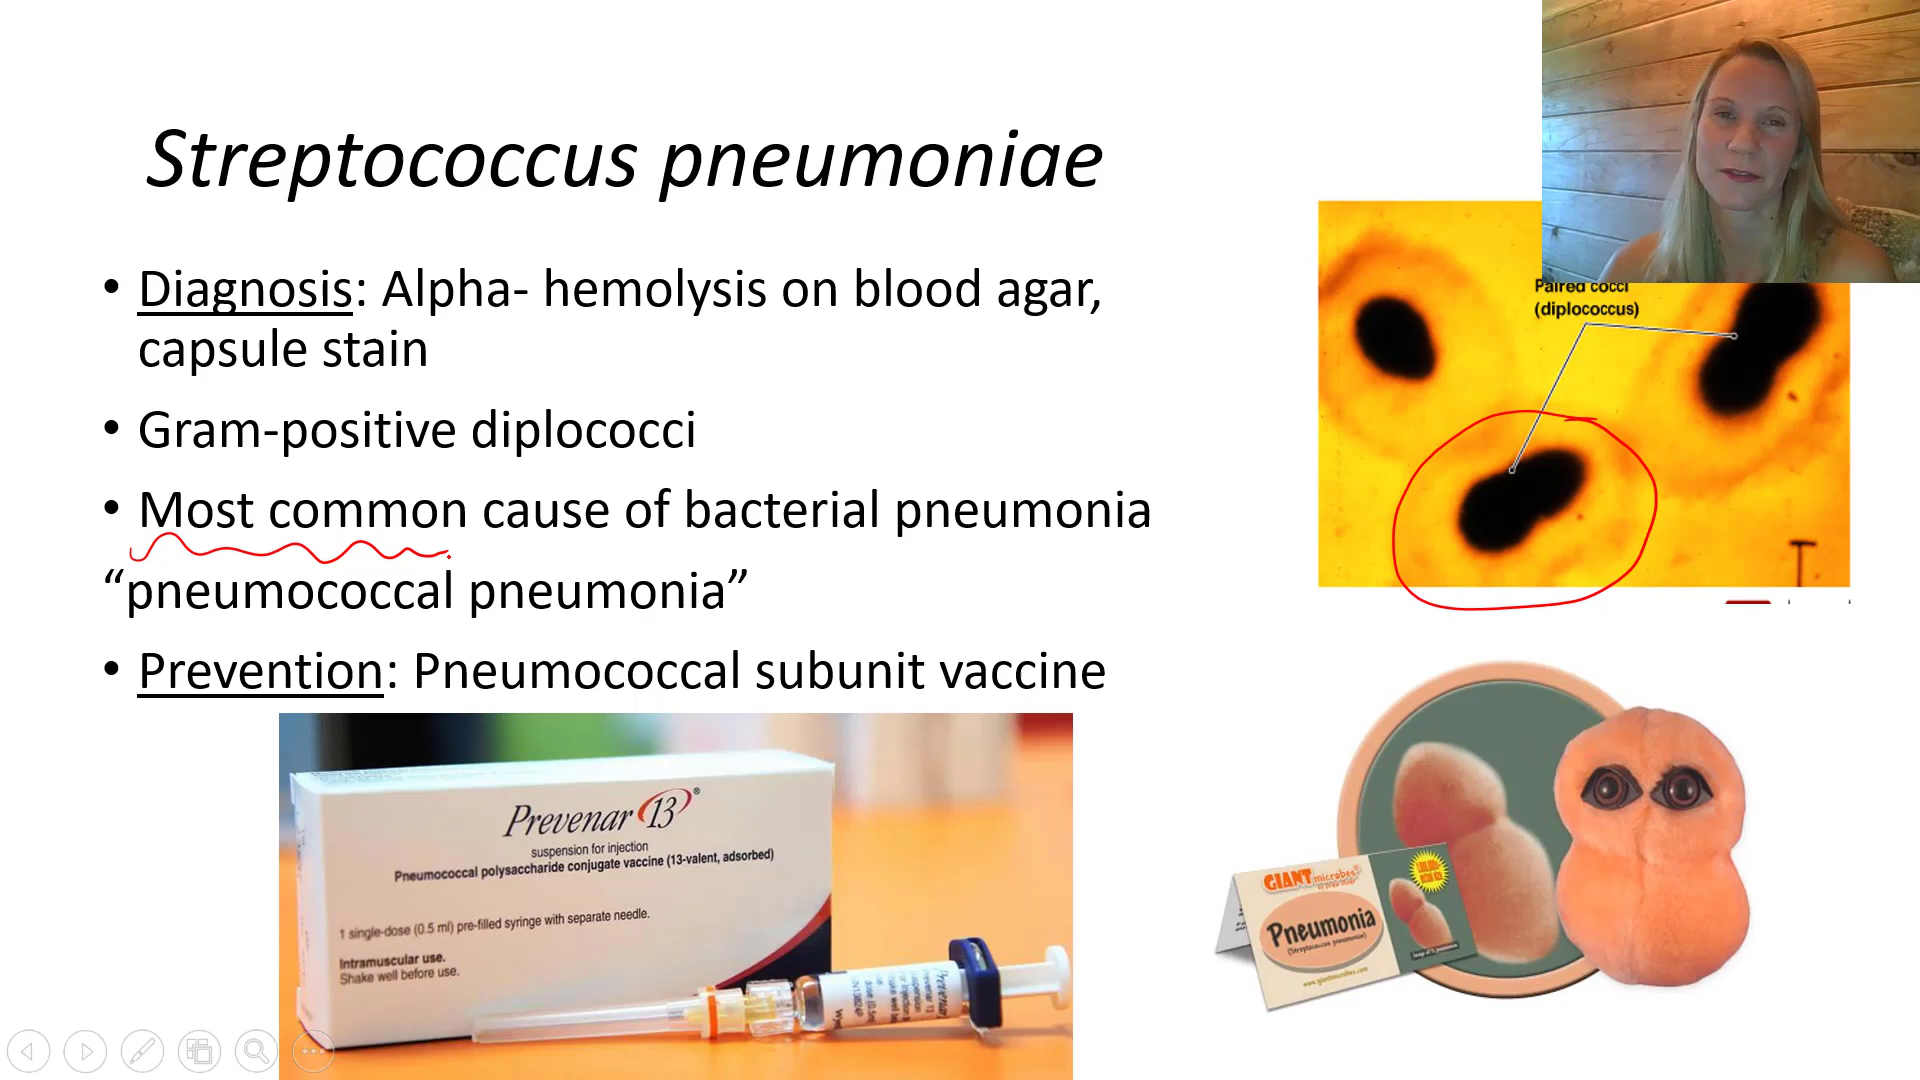 Streptococcus pneumoniae
• Diagnosis: Alpha- hemolysis on blood agar,
capsule stain
• Gram-positive diplococci
• Most common cause of bacterial pneumonia
“pneumococcal pneumonia”
• Prevention: Pneumococcal subunit vaccine
Paired cocci
(diplococcus)
Prevenar 13®
suspension for injection
Pneumococcal polysaccharide conjugate vaccine (13-valent, adsorbed)
1 single-dose (0.5 ml) pre-filled syringe with separate needle.
Intramuscular use.
Shake well before use.
GIANT microbes®
Pneumonia
(Streptococcus pneumoniae)
www.giantmicrobes.com